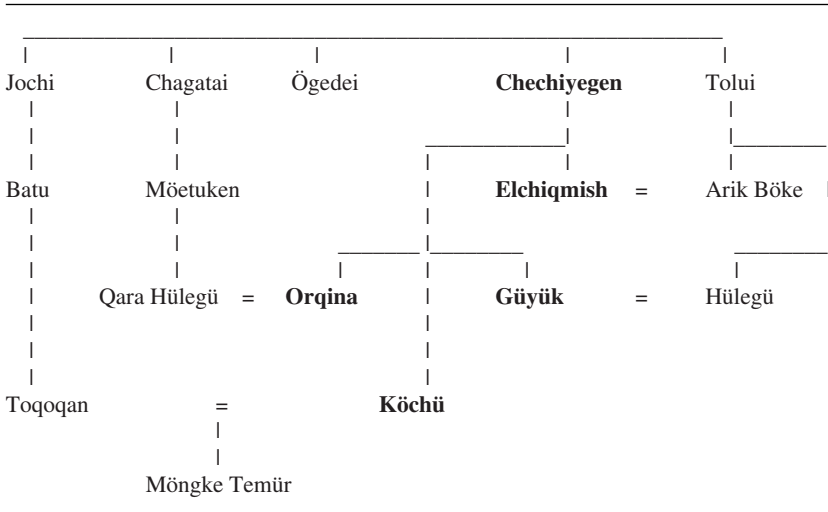 Jochi Chagatai Ögedei Chechiyegen Tolui
Batu Möetuken Elchiqmish = Arik Böke
Qara Hülegü = Orqina Güyük = Hülegü
Toqoqan = Köchü
Möngke Temür